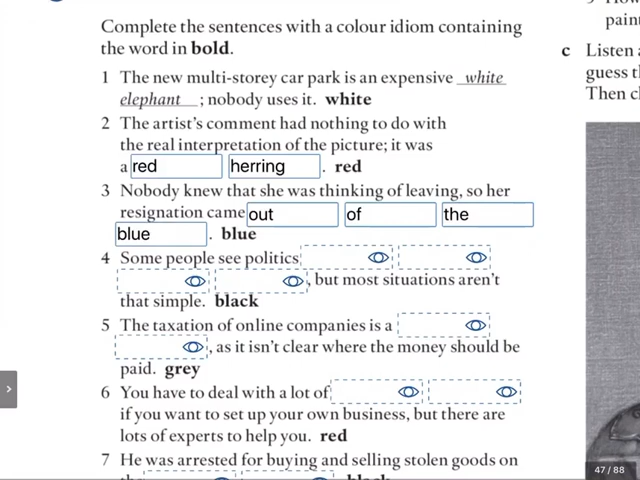 Complete the sentences with a colour idiom containing
the word in bold.
1 The new multi-storey car park is an expensive white
elephant ; nobody uses it. white
2 The artist's comment had nothing to do with
the real interpretation of the picture; it was
a red herring . red
3 Nobody knew that she was thinking of leaving, so her
resignation came out of the
blue . blue
4 Some people see politics
, but most situations aren't
that simple. black
5 The taxation of online companies is a
, as it isn't clear where the money should be
paid. grey
6 You have to deal with a lot of
if you want to set up your own business, but there are
lots of experts to help you. red
7 He was arrested for buying and selling stolen goods on
pain
c Listen
guess t
Then c
47 / 88